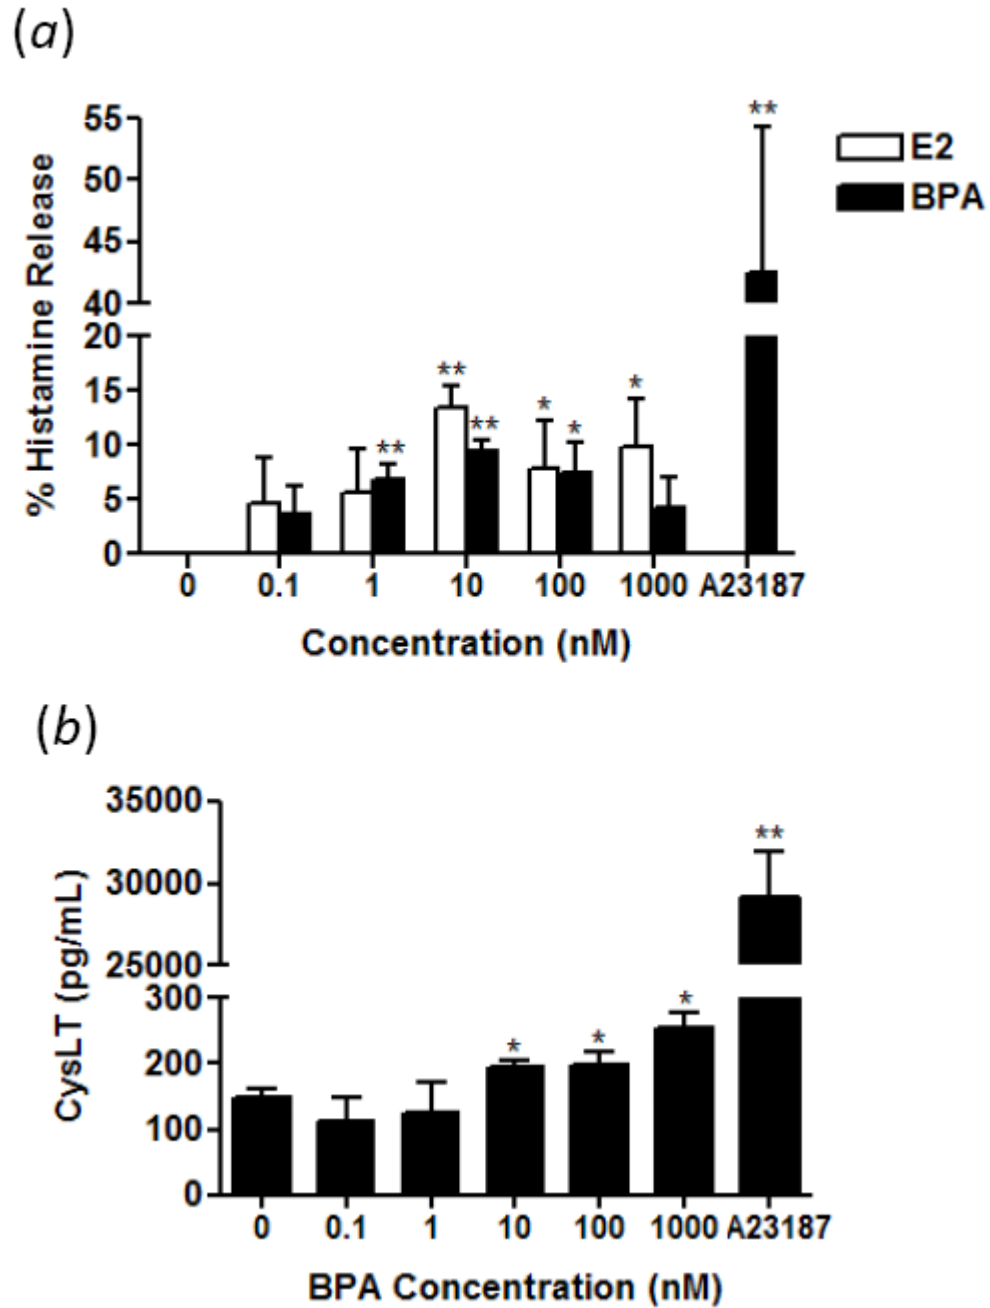 (a)
55
50
45
40
20
15
10
5
0
% Histamine Release
**
**
**
**
*
*
*
E2
BPA
0 0.1 1 10 100 1000 A23187
Concentration (nM)
(b)
35000
30000
25000
300
200
100
0
CysLT (pg/mL)
**
*
*
*
0 0.1 1 10 100 1000 A23187
BPA Concentration (nM)